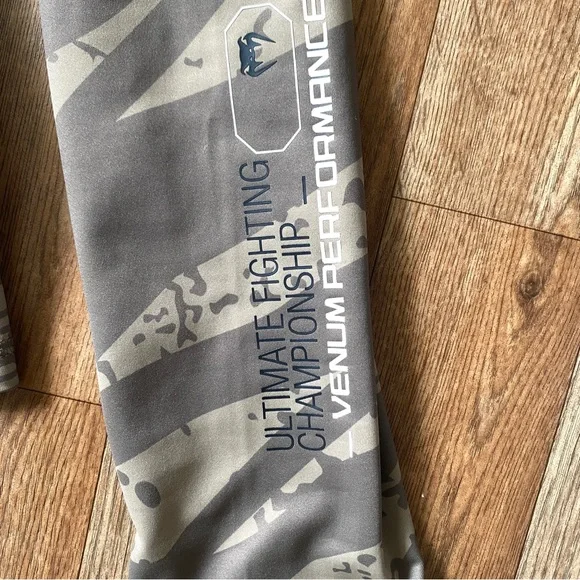 ULTIMATE FIGHTING
CHAMPIONSHIP —
— VENUM PERFORMANCE